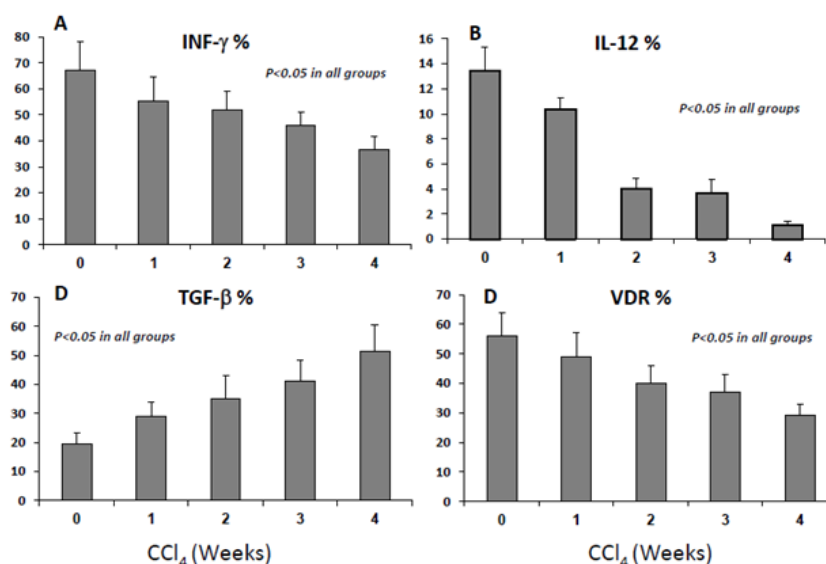 A
INF-γ %
P<0.05 in all groups
80
70
60
50
40
30
20
10
0
0 1 2 3 4
B
IL-12 %
P<0.05 in all groups
16
14
12
10
8
6
4
2
0
0 1 2 3 4
D
TGF-β %
P<0.05 in all groups
70
60
50
40
30
20
10
0
0 1 2 3 4
CCl₄ (Weeks)
D
VDR %
P<0.05 in all groups
70
60
50
40
30
20
10
0
0 1 2 3 4
CCl₄ (Weeks)